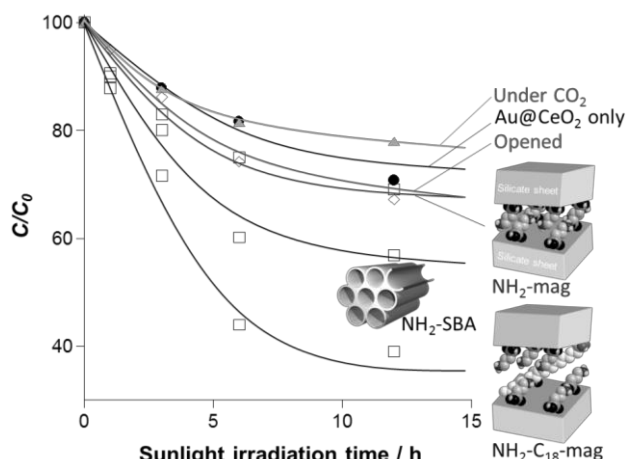 100
80
60
40
C/C₀
0
5
10
15
Sunlight irradiation time / h
Under CO₂
Au@CeO₂ only
Opened
Silicate sheet
Silicate sheet
NH₂-mag
NH₂-SBA
NH₂-C₁₈-mag